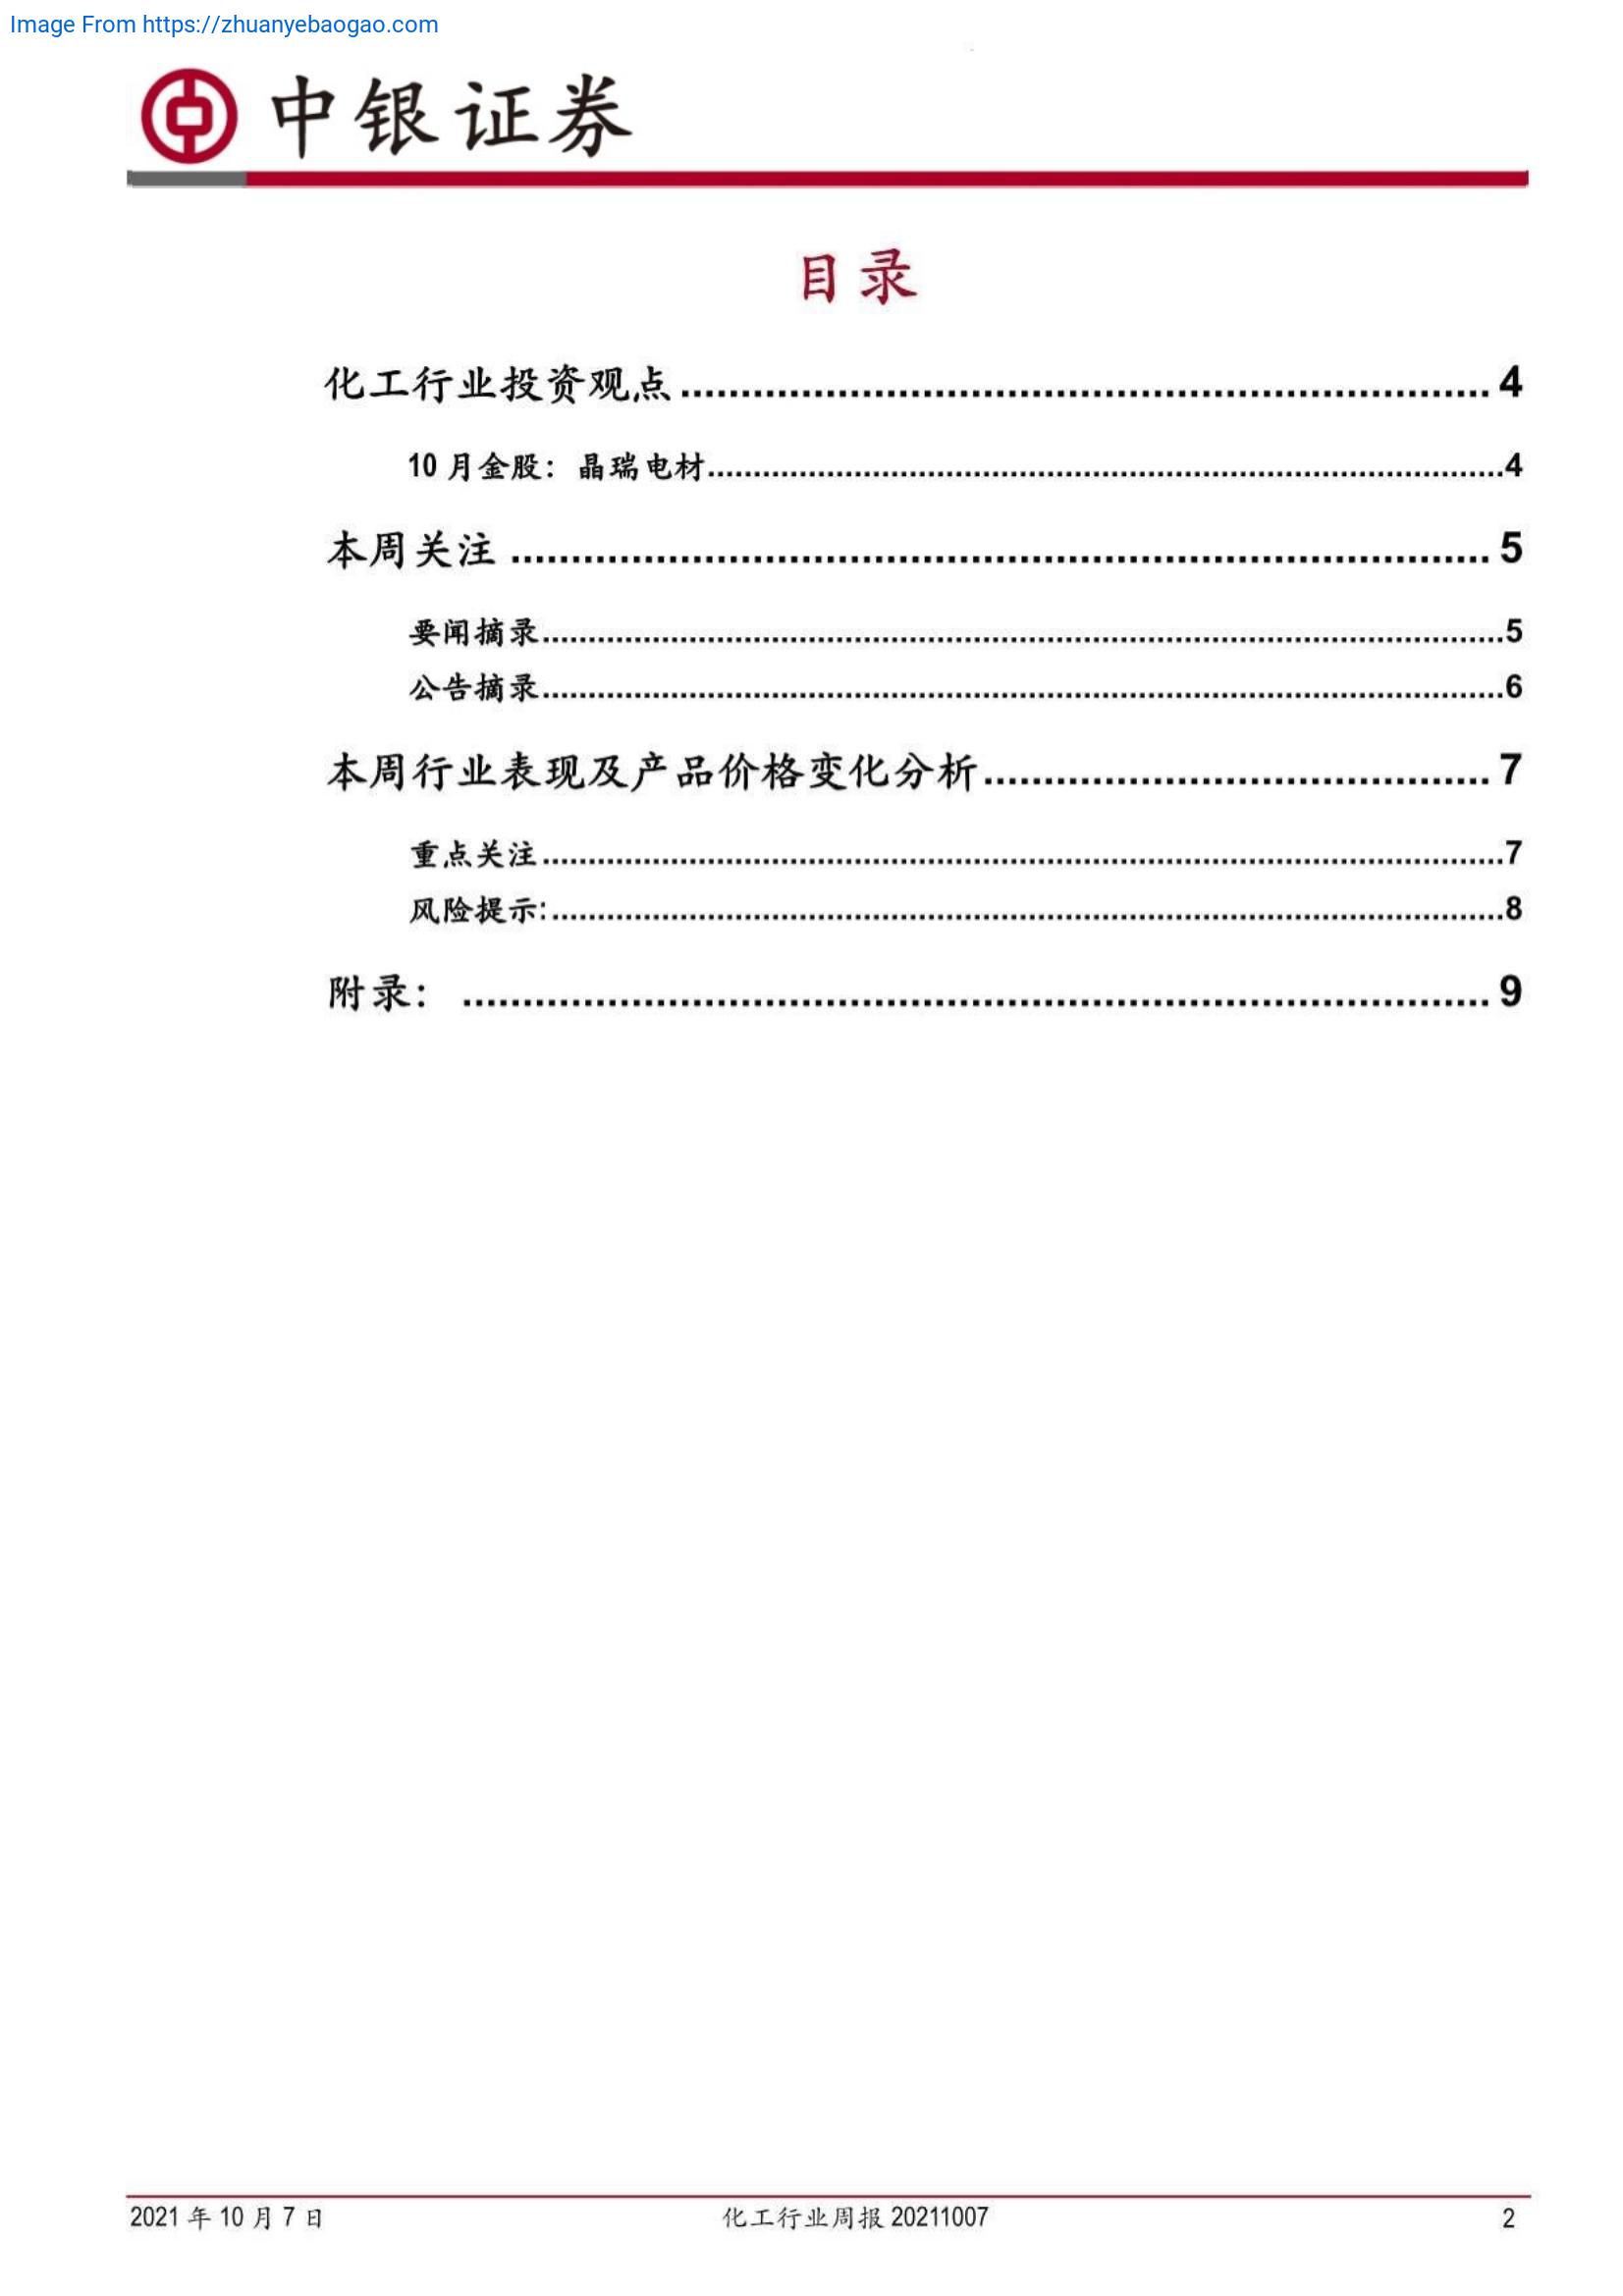 Image From https://zhuanyebaogao.com
中银证券
目录
化工行业投资观点................................................................... 4
10 月金股：晶瑞电材...........................................................................................4
本周关注 ................................................................................. 5
要闻摘录..............................................................................................................5
公告摘录..............................................................................................................6
本周行业表现及产品价格变化分析.......................................... 7
重点关注..............................................................................................................7
风险提示:.............................................................................................................8
附录： ..................................................................................... 9
2021 年 10 月 7 日 化工行业周报 20211007 2